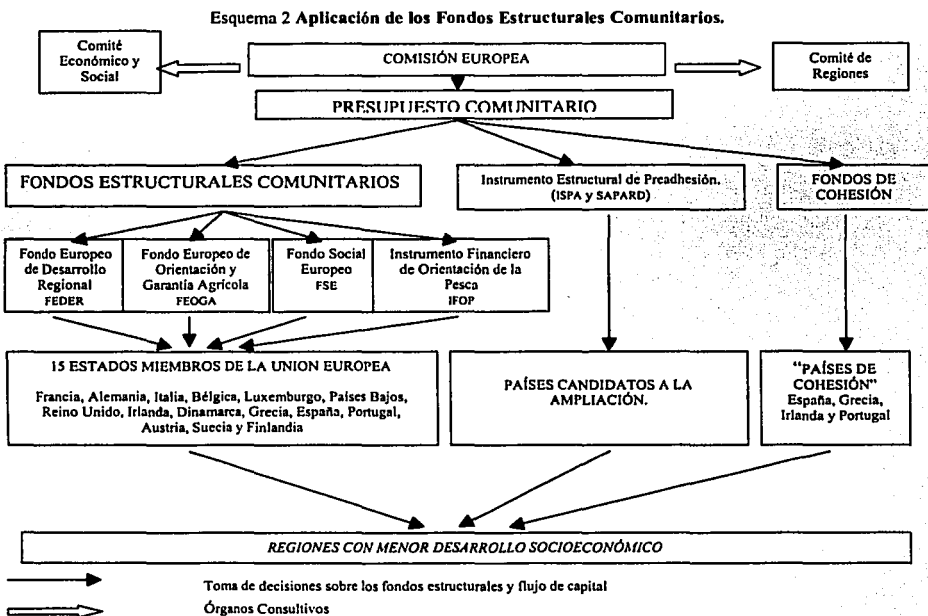 Esquema 2 Aplicación de los Fondos Estructurales Comunitarios.
Comité
Económico y
Social
COMISIÓN EUROPEA
Comité de
Regiones
PRESUPUESTO COMUNITARIO
FONDOS ESTRUCTURALES COMUNITARIOS
Instrumento Estructural de Preadhesión.
(ISPA y SAPARD)
FONDOS DE
COHESIÓN
Fondo Europeo
de Desarrollo
Regional
FEDER
Fondo Europeo de
Orientación y
Garantía Agrícola
FEOGA
Fondo Social
Europeo
FSE
Instrumento Financiero
de Orientación de la
Pesca
IFOP
15 ESTADOS MIEMBROS DE LA UNION EUROPEA
Francia, Alemania, Italia, Bélgica, Luxemburgo, Países Bajos,
Reino Unido, Irlanda, Dinamarca, Grecia, España, Portugal,
Austria, Suecia y Finlandia
PAÍSES CANDIDATOS A LA
AMPLIACIÓN.
"PAÍSES DE
COHESIÓN"
España, Grecia,
Irlanda y Portugal
REGIONES CON MENOR DESARROLLO SOCIOECONÓMICO
Toma de decisiones sobre los fondos estructurales y flujo de capital
Órganos Consultivos